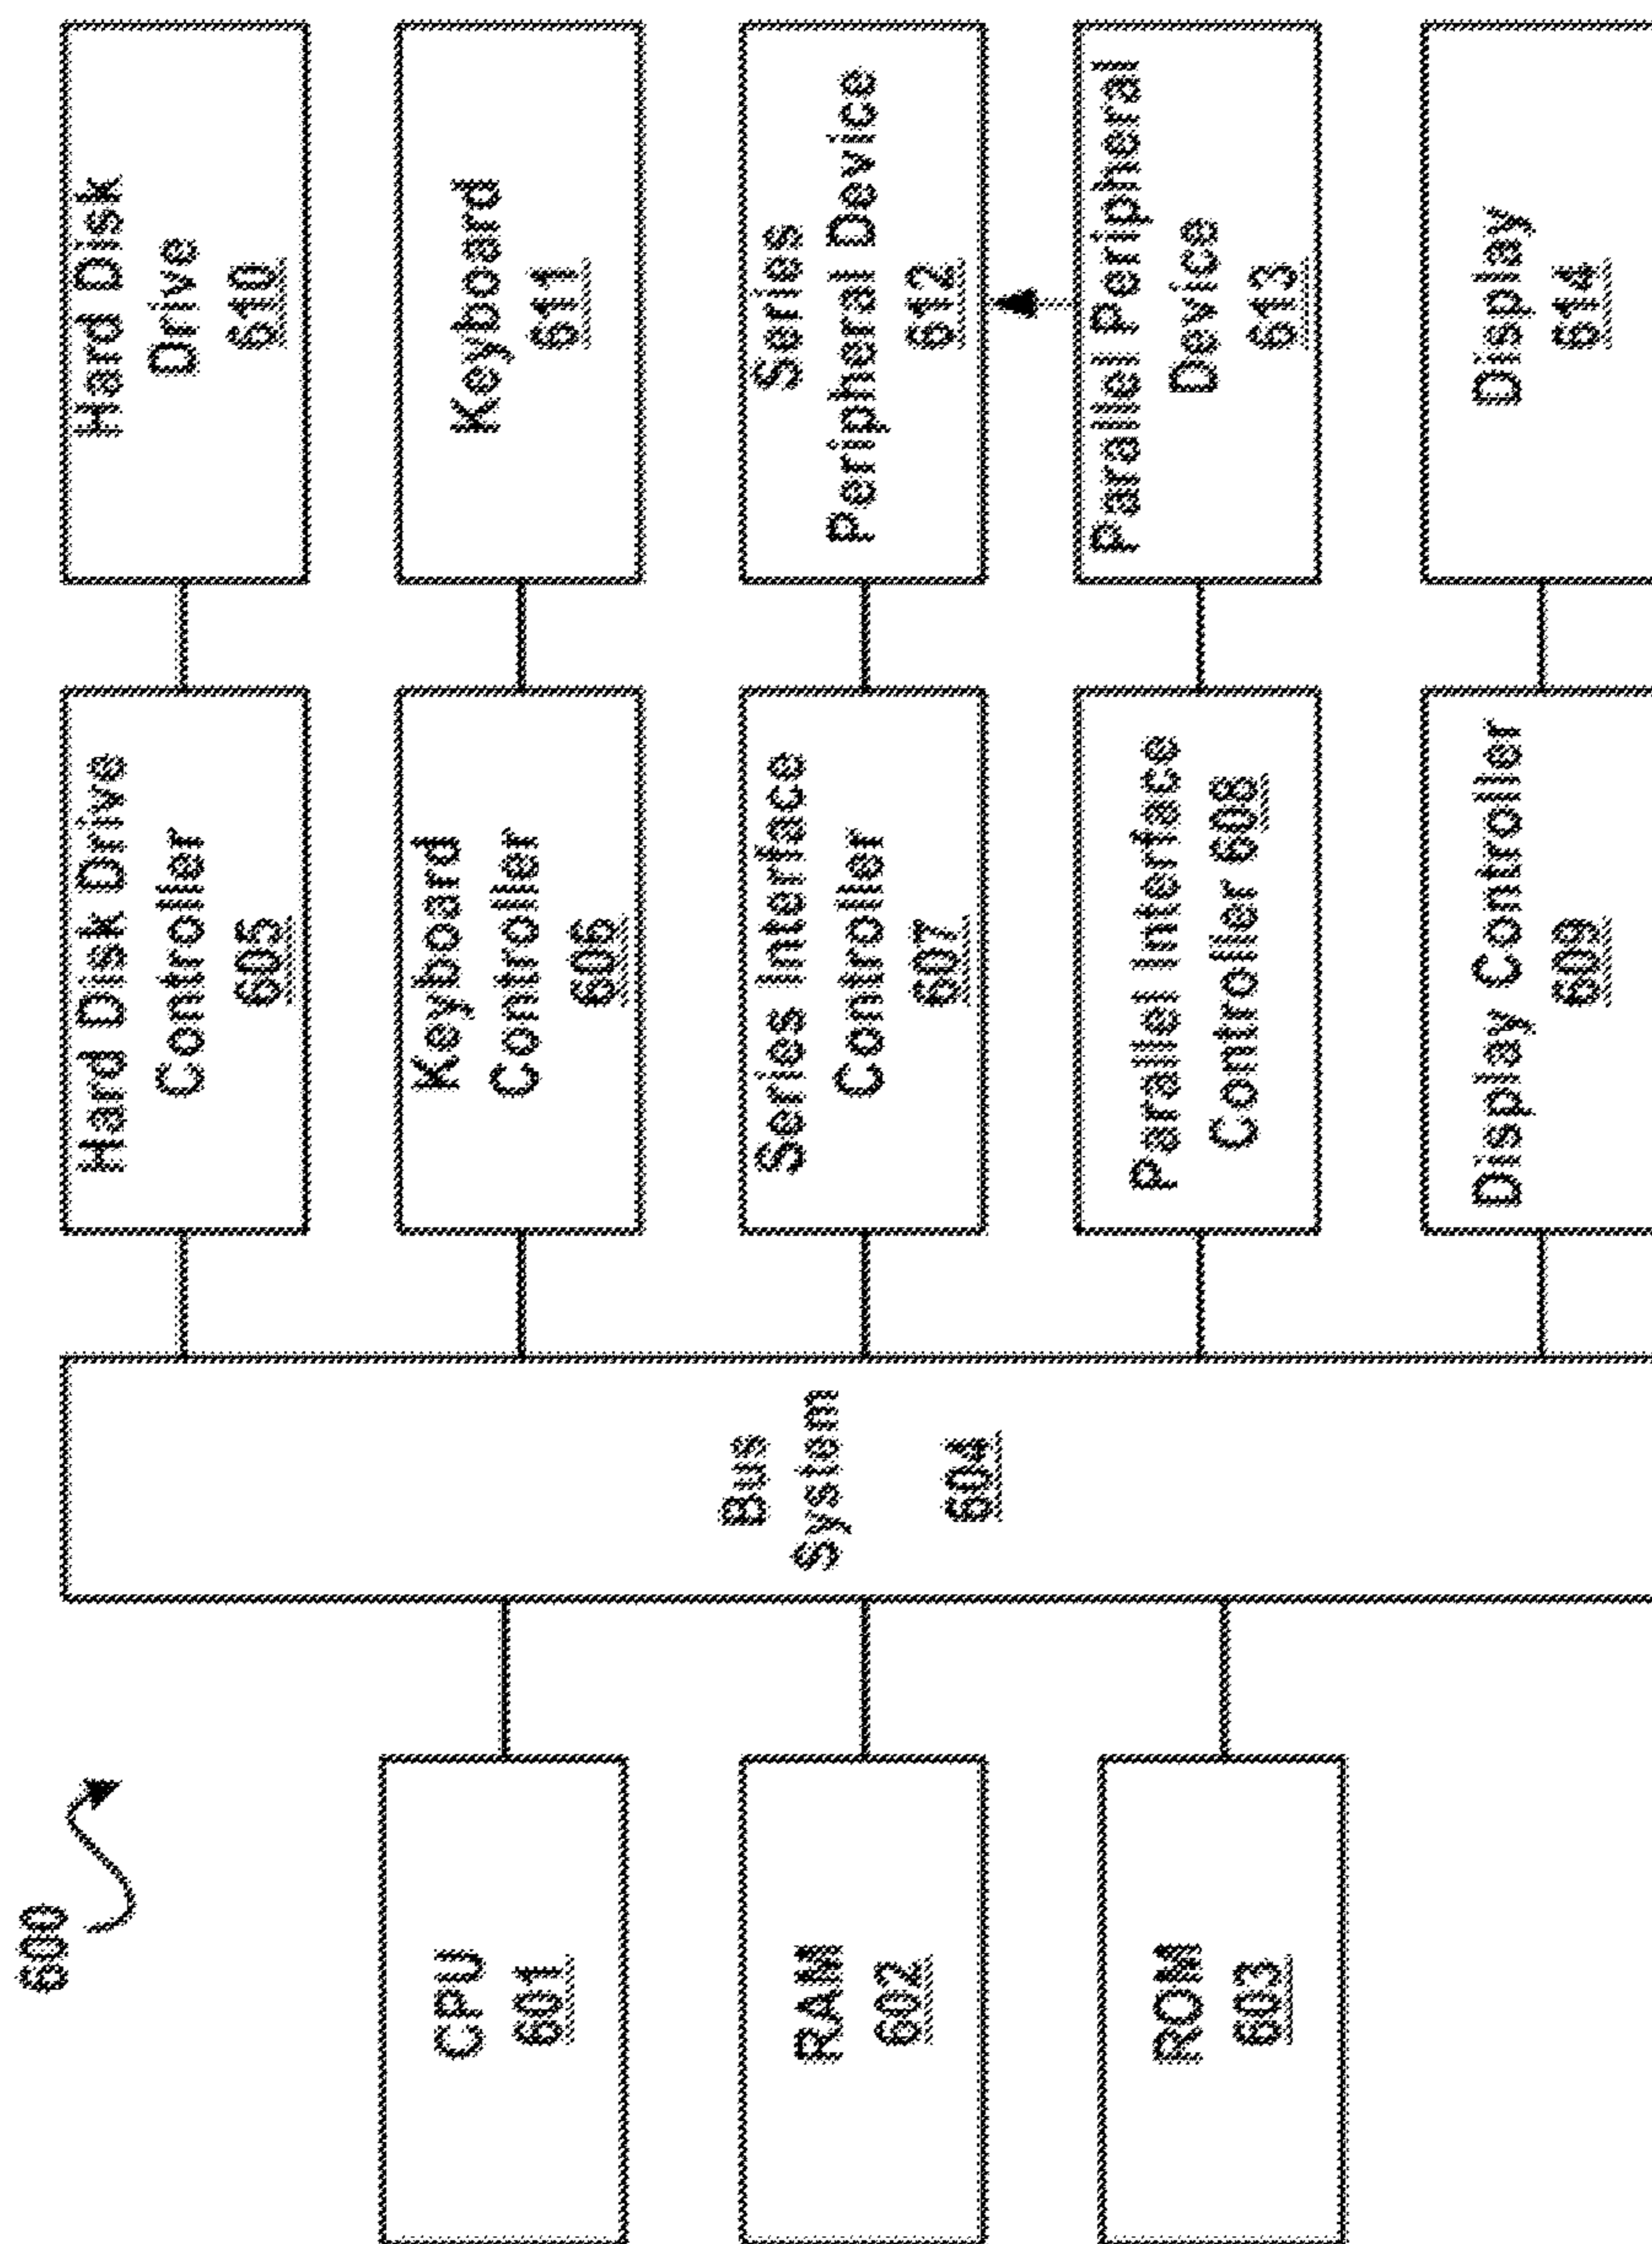 600
CPU
601
RAM
602
ROM
603
Bus
System
604
Hard Disk Drive
Controller
605
Keyboard
Controller
606
Series Interface
Controller
607
Parallel Interface
Controller 608
Display Controller
609
Hard Disk
Drive
610
Keyboard
611
Series
Peripheral Device
612
Parallel Peripheral
Device
613
Display
614